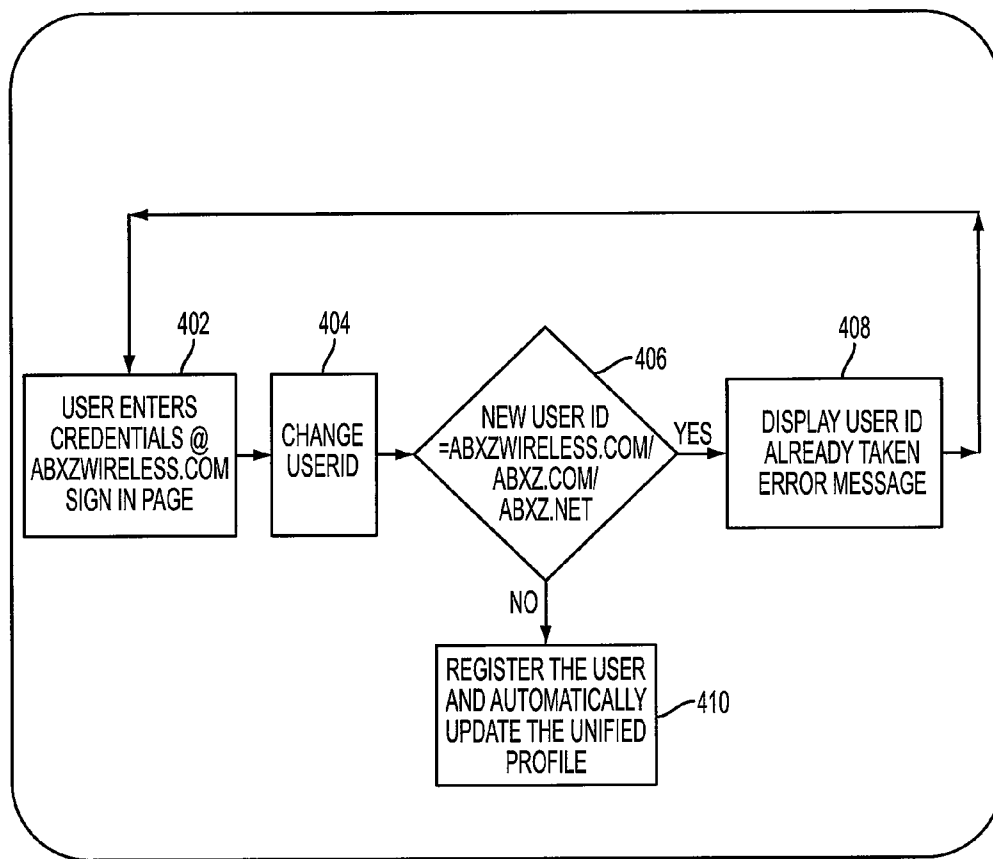 402
USER ENTERS
CREDENTIALS @
ABXZWIRELESS.COM
SIGN IN PAGE
404
CHANGE
USERID
406
NEW USER ID
=ABXZWIRELESS.COM/
ABXZ.COM/
ABXZ.NET
YES
NO
408
DISPLAY USER ID
ALREADY TAKEN
ERROR MESSAGE
REGISTER THE USER
AND AUTOMATICALLY
UPDATE THE UNIFIED
PROFILE
410